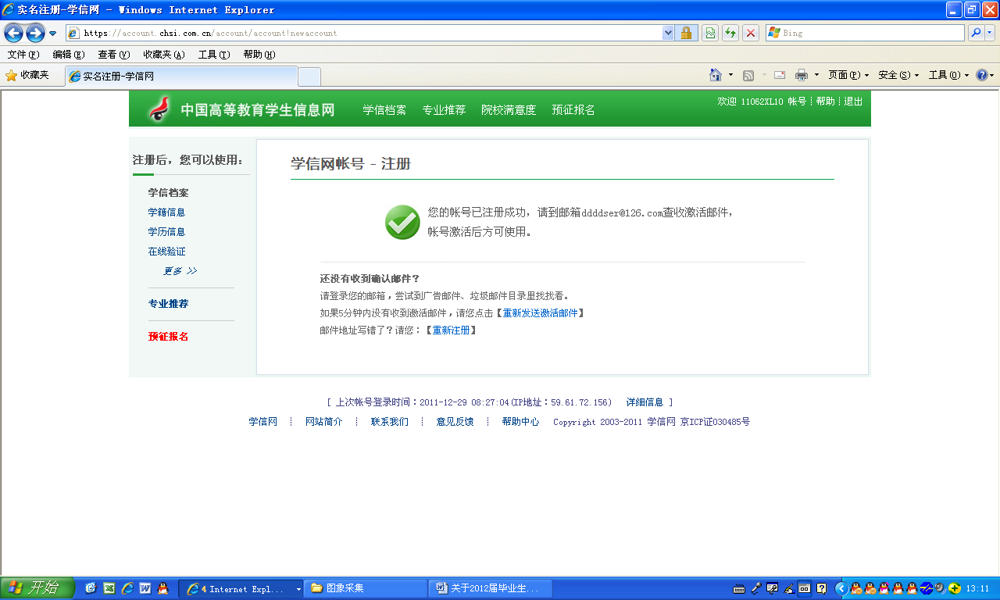 实名注册-学信网 - Windows Internet Explorer
https://account.chsi.com.cn/account/account!newaccount
Bing
文件(F) 编辑(E) 查看(V) 收藏夹(A) 工具(T) 帮助(H)
收藏夹 实名注册-学信网 页面(P) 安全(S) 工具(O)
中国高等教育学生信息网 学信档案 专业推荐 院校满意度 预征报名
欢迎 11062XL10 帐号┊帮助┊退出
注册后，您可以使用：
学信档案
学籍信息
学历信息
在线验证
更多 >>
专业推荐
预征报名
学信网帐号 - 注册
您的帐号已注册成功，请到邮箱ddddser@126.com查收激活邮件，
帐号激活后方可使用。
还没有收到确认邮件？
请登录您的邮箱，尝试到广告邮件、垃圾邮件目录里找找看。
如果5分钟内没有收到激活邮件，请您点击【重新发送激活邮件】
邮件地址写错了？请您：【重新注册】
[ 上次帐号登录时间：2011-12-29 08:27:04(IP地址：59.61.72.156) 详细信息 ]
学信网 ┊ 网站简介 ┊ 联系我们 ┊ 意见反馈 ┊ 帮助中心 Copyright 2003-2011 学信网 京ICP证030485号
开始 4 Internet Expl... 图象采集 关于2012届毕业生... 13:11